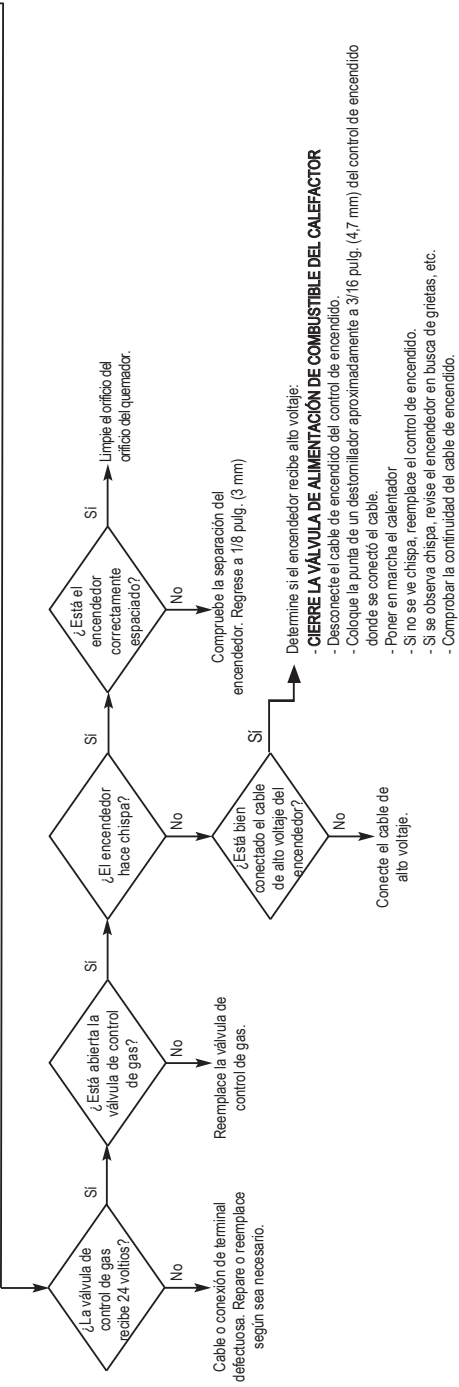 ¿La válvula de
control de gas
recibe 24 voltios?
Sí
No
Cable o conexión de terminal
defectuosa. Repare o reemplace
según sea necesario.
¿Está abierta la
válvula de control
de gas?
Sí
No
Reemplace la válvula de
control de gas.
¿El encendedor
hace chispa?
Sí
No
¿Está el
encendedor
correctamente
espaciado?
Sí
Limpie el orificio del
orificio del quemador.
No
Compruebe la separación del
encendedor. Regrese a 1/8 pulg. (3 mm)
¿Está bien
conectado el cable
de alto voltaje del
encendedor?
Sí
No
Conecte el cable de
alto voltaje.
Determine si el encendedor recibe alto voltaje:
- CIERRE LA VÁLVULA DE ALIMENTACIÓN DE COMBUSTIBLE DEL CALEFACTOR
- Desconecte el cable de encendido del control de encendido.
- Coloque la punta de un destornillador aproximadamente a 3/16 pulg. (4,7 mm) del control de encendido
donde se conectó el cable.
- Poner en marcha el calentador
- Si no se ve chispa, reemplace el control de encendido.
- Si se observa chispa, revise el encendedor en busca de grietas, etc.
- Comprobar la continuidad del cable de encendido.